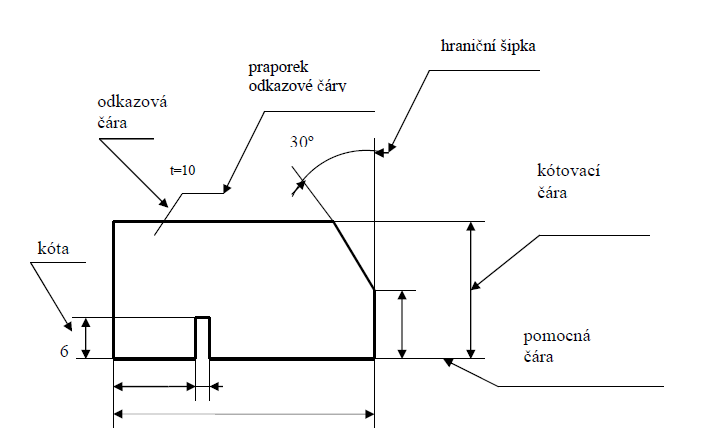 hraniční šipka
praporek
odkazové čáry
odkazová
čára
30°
t=10
kótovací
čára
kóta
6
pomocná
čára